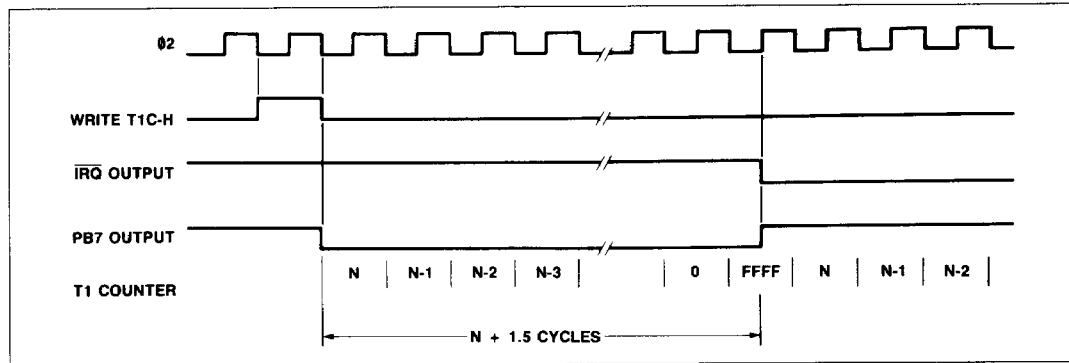 Ø2
WRITE T1C-H
IRQ OUTPUT
PB7 OUTPUT
T1 COUNTER
N N-1 N-2 N-3 0 FFFF N N-1 N-2
N + 1.5 CYCLES